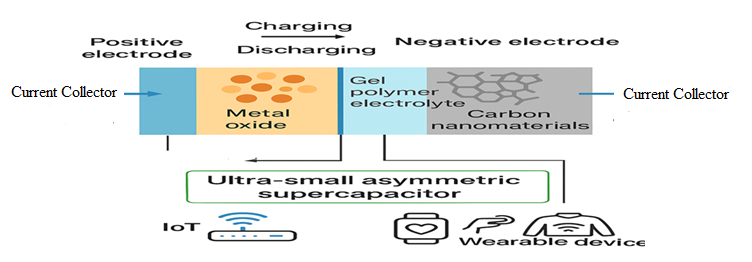 Charging
Discharging
Positive
electrode
Negative electrode
Current Collector
Metal
oxide
Gel
polymer
electrolyte
Carbon
nanomaterials
Current Collector
Ultra-small asymmetric
supercapacitor
IoT
Wearable device